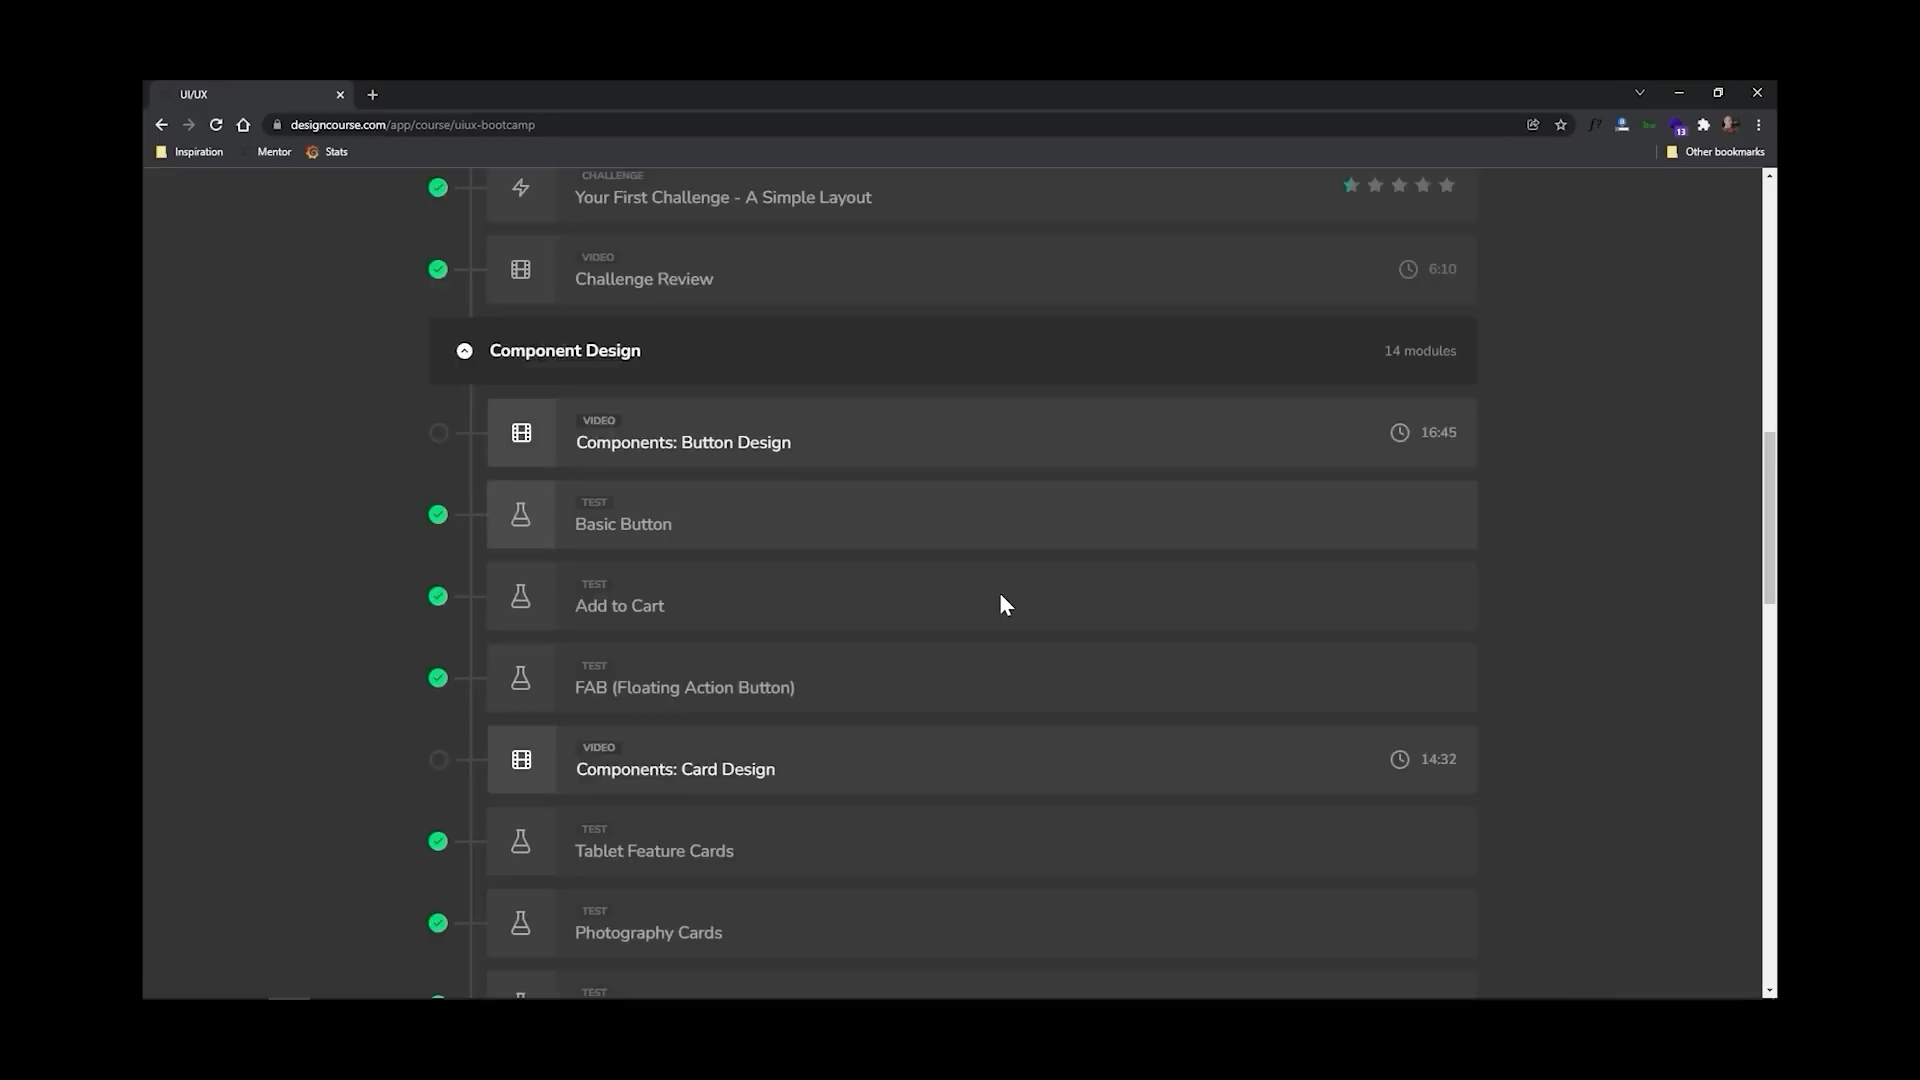 UI/UX
designcourse.com/app/course/uiux-bootcamp
f?
13
Inspiration
Mentor
Stats
Other bookmarks
CHALLENGE
Your First Challenge - A Simple Layout
VIDEO
Challenge Review
6:10
Component Design
14 modules
VIDEO
Components: Button Design
16:45
TEST
Basic Button
TEST
Add to Cart
TEST
FAB (Floating Action Button)
VIDEO
Components: Card Design
14:32
TEST
Tablet Feature Cards
TEST
Photography Cards
TEST